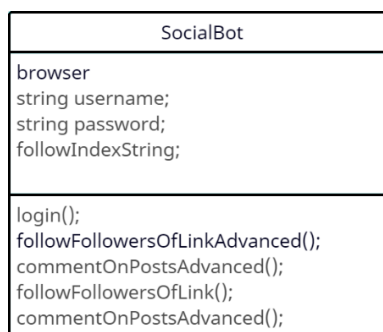 SocialBot
browser
string username;
string password;
followIndexString;
login();
followFollowersOfLinkAdvanced();
commentOnPostsAdvanced();
followFollowersOfLink();
commentOnPostsAdvanced();